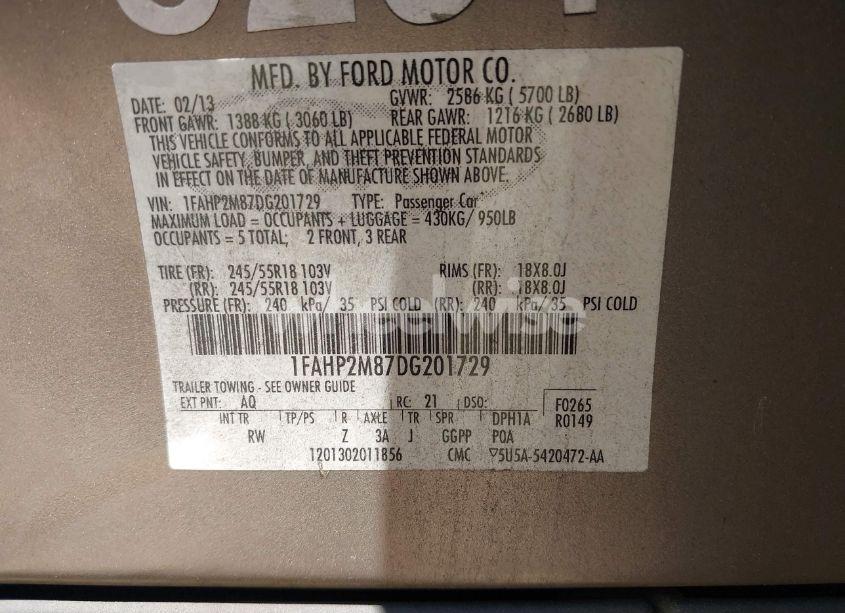 MFD. BY FORD MOTOR CO.
DATE: 02/13 GVWR: 2586 KG ( 5700 LB)
FRONT GAWR: 1388 KG ( 3060 LB) REAR GAWR: 1216 KG ( 2680 LB)
THIS VEHICLE CONFORMS TO ALL APPLICABLE FEDERAL MOTOR
VEHICLE SAFETY, BUMPER, AND THEFT PREVENTION STANDARDS
IN EFFECT ON THE DATE OF MANUFACTURE SHOWN ABOVE.
VIN: 1FAHP2M87DG201729 TYPE: Passenger Car
MAXIMUM LOAD = OCCUPANTS + LUGGAGE = 430KG/ 950LB
OCCUPANTS = 5 TOTAL; 2 FRONT, 3 REAR
TIRE (FR): 245/55R18 103V RIMS (FR): 18X8.0J
(RR): 245/55R18 103V (RR): 18X8.0J
PRESSURE (FR): 240 kPa/ 35 PSI COLD (RR): 240 kPa/ 35 PSI COLD
wheelwise
1FAHP2M87DG201729
TRAILER TOWING - SEE OWNER GUIDE
EXT PNT: AQ RC: 21 DSO: F0265
INT TR TP/PS R AXLE TR SPR DPH1A R0149
RW Z 3A J GGPP POA
1201302011856 CMC ▽5U5A-5420472-AA